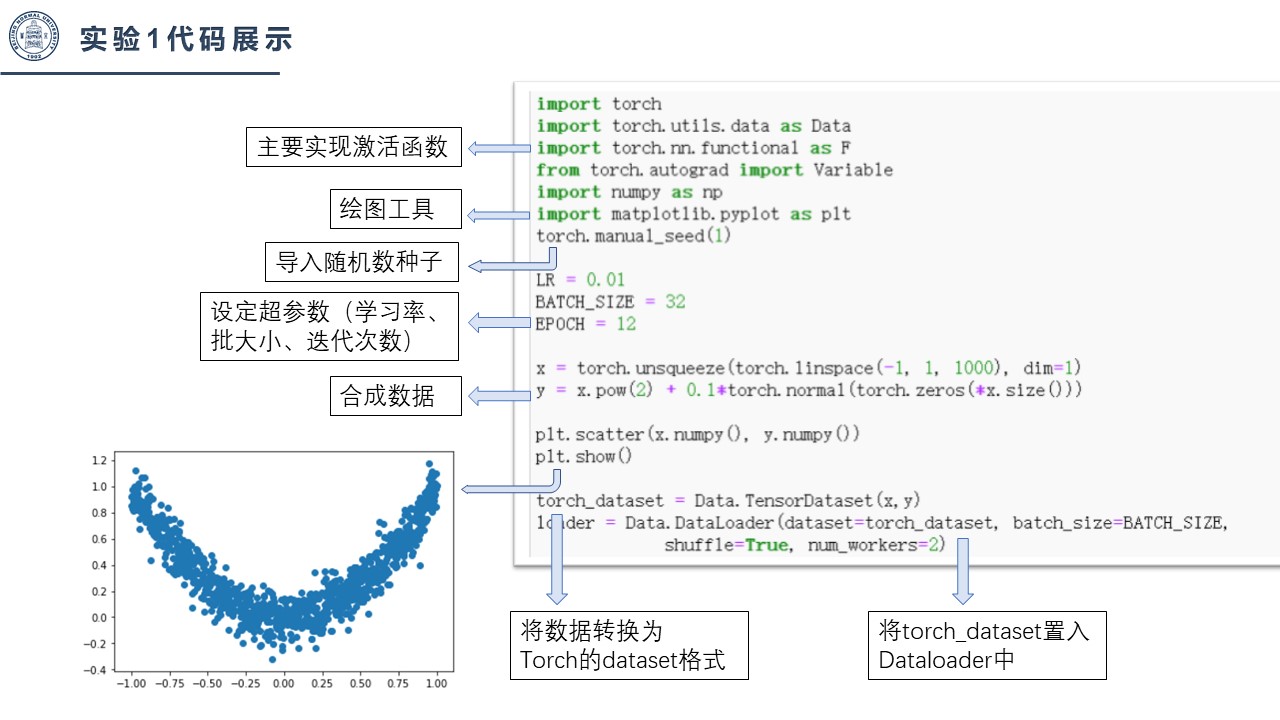 BEIJING NORMAL UNIVERSITY
1902
实验1代码展示
import torch
import torch.utils.data as Data
import torch.nn.functional as F
from torch.autograd import Variable
import numpy as np
import matplotlib.pyplot as plt
torch.manual_seed(1)
LR = 0.01
BATCH_SIZE = 32
EPOCH = 12
x = torch.unsqueeze(torch.linspace(-1, 1, 1000), dim=1)
y = x.pow(2) + 0.1*torch.normal(torch.zeros(*x.size()))
plt.scatter(x.numpy(), y.numpy())
plt.show()
torch_dataset = Data.TensorDataset(x,y)
loader = Data.DataLoader(dataset=torch_dataset, batch_size=BATCH_SIZE,
shuffle=True, num_workers=2)
主要实现激活函数
绘图工具
导入随机数种子
设定超参数（学习率、
批大小、迭代次数）
合成数据
1.2
1.0
0.8
0.6
0.4
0.2
0.0
−0.2
−0.4
−1.00 −0.75 −0.50 −0.25 0.00 0.25 0.50 0.75 1.00
将数据转换为
Torch的dataset格式
将torch_dataset置入
Dataloader中